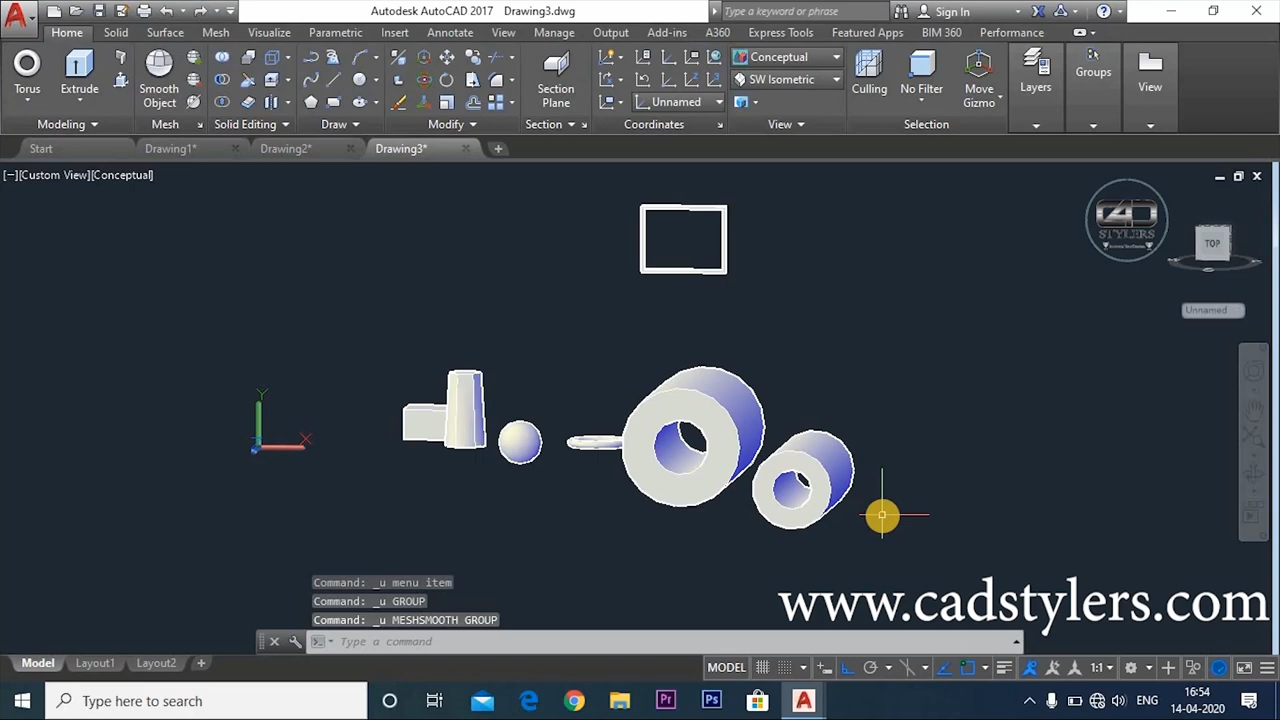 Autodesk AutoCAD 2017 Drawing3.dwg
Type a keyword or phrase
Sign In
Home Solid Surface Mesh Visualize Parametric Insert Annotate View Manage Output Add-ins A360 Express Tools Featured Apps BIM 360 Performance
Torus
Extrude
Smooth
Object
Section
Plane
Conceptual
SW Isometric
Unnamed
Culling
No Filter
Move
Gizmo
Layers
Groups
View
Modeling
Mesh
Solid Editing
Draw
Modify
Section
Coordinates
View
Selection
Start
Drawing1*
Drawing2*
Drawing3*
[−][Custom View][Conceptual]
CAD
STYLERS
TOP
Unnamed
Y
X
Command: _u menu item
Command: _u GROUP
Command: _u MESHSMOOTH GROUP
Type a command
www.cadstylers.com
Model Layout1 Layout2
MODEL
1:1
Type here to search
Pr
Ps
A
ENG
16:54
14-04-2020